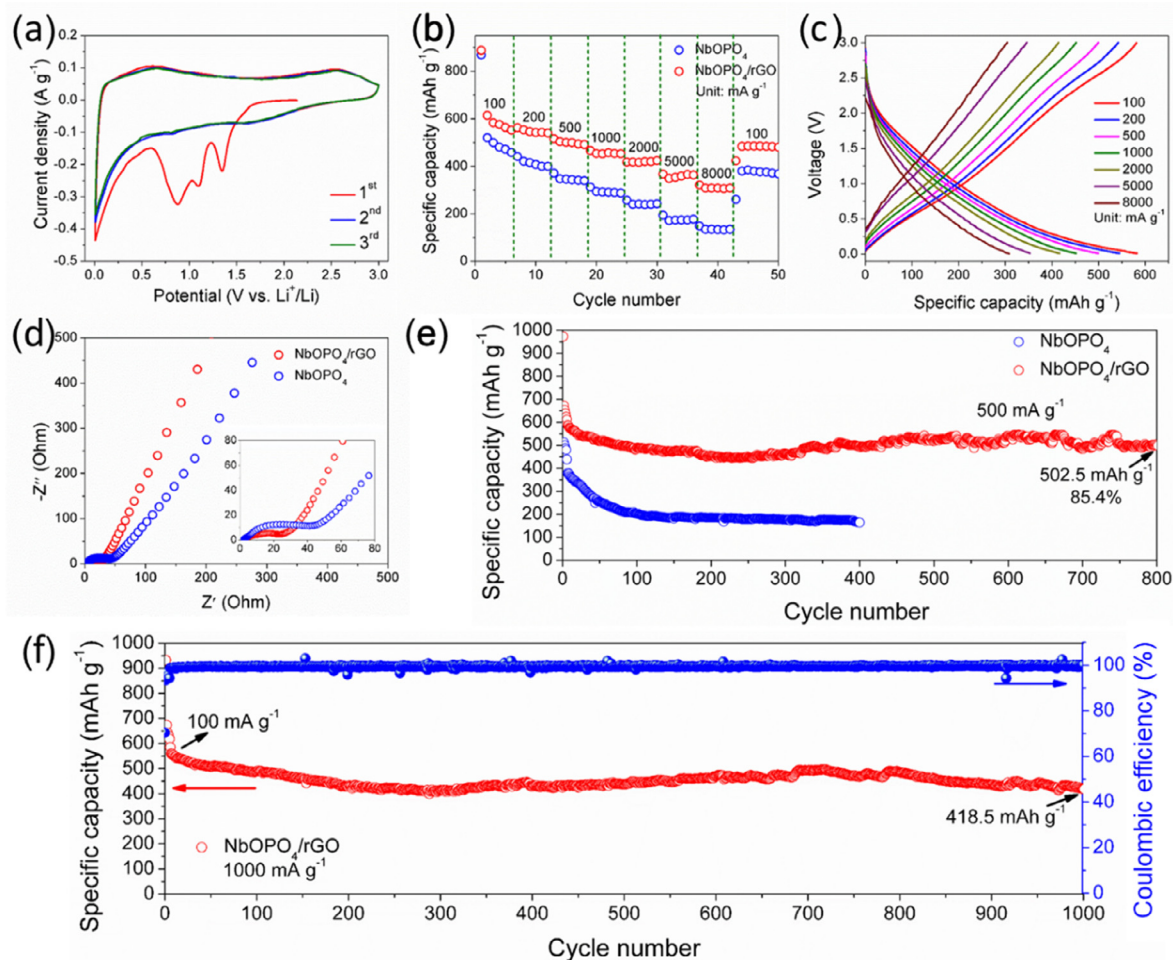 (a)
Current density (A g⁻¹)
0.2
0.1
0.0
-0.1
-0.2
-0.3
-0.4
-0.5
1st
2nd
3rd
0.0 0.5 1.0 1.5 2.0 2.5 3.0
Potential (V vs. Li⁺/Li)
(b)
Specific capacity (mAh g⁻¹)
800
600
400
200
0
NbOPO₄
NbOPO₄/rGO
Unit: mA g⁻¹
100 200 500 1000 2000 5000 8000 100
0 10 20 30 40 50
Cycle number
(c)
Voltage (V)
3.0
2.5
2.0
1.5
1.0
0.5
0.0
100
200
500
1000
2000
5000
8000
Unit: mA g⁻¹
0 100 200 300 400 500 600 700
Specific capacity (mAh g⁻¹)
(d)
-Z'' (Ohm)
500
400
300
200
100
0
NbOPO₄/rGO
NbOPO₄
80
60
40
20
0
0 20 40 60 80
0 100 200 300 400 500
Z' (Ohm)
(e)
Specific capacity (mAh g⁻¹)
1000
900
800
700
600
500
400
300
200
100
0
NbOPO₄
NbOPO₄/rGO
500 mA g⁻¹
502.5 mAh g⁻¹
85.4%
0 100 200 300 400 500 600 700 800
Cycle number
(f)
Specific capacity (mAh g⁻¹)
1000
900
800
700
600
500
400
300
200
100
0
100 mA g⁻¹
418.5 mAh g⁻¹
NbOPO₄/rGO
1000 mA g⁻¹
100
80
60
40
20
0
Coulombic efficiency (%)
0 100 200 300 400 500 600 700 800 900 1000
Cycle number